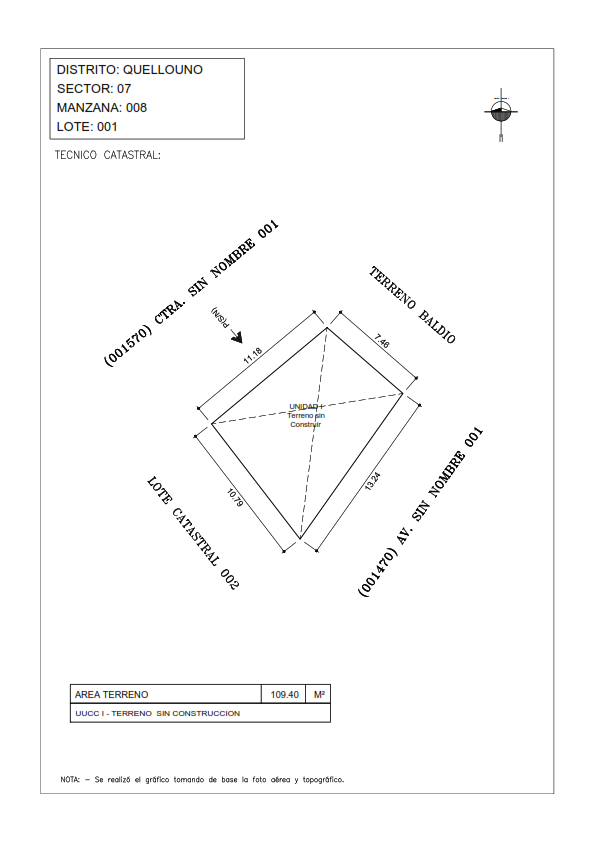 DISTRITO: QUELLOUNO
SECTOR: 07
MANZANA: 008
LOTE: 001
TECNICO CATASTRAL:
(001570) CTRA. SIN NOMBRE 001
TERRENO BALDIO
P(S/N)
11.18
7.46
UNIDAD I
Terreno sin
Construir
10.79
13.24
LOTE CATASTRAL 002
(001470) AV. SIN NOMBRE 001
AREA TERRENO 109.40 M²
UUCC I - TERRENO SIN CONSTRUCCION
NOTA: - Se realizó el gráfico tomando de base la foto aérea y topográfico.